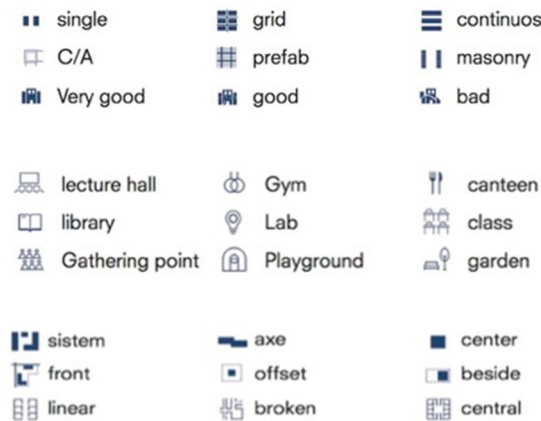 single grid continuos
C/A prefab masonry
Very good good bad
lecture hall Gym canteen
library Lab class
Gathering point Playground garden
sistem axe center
front offset beside
linear broken central